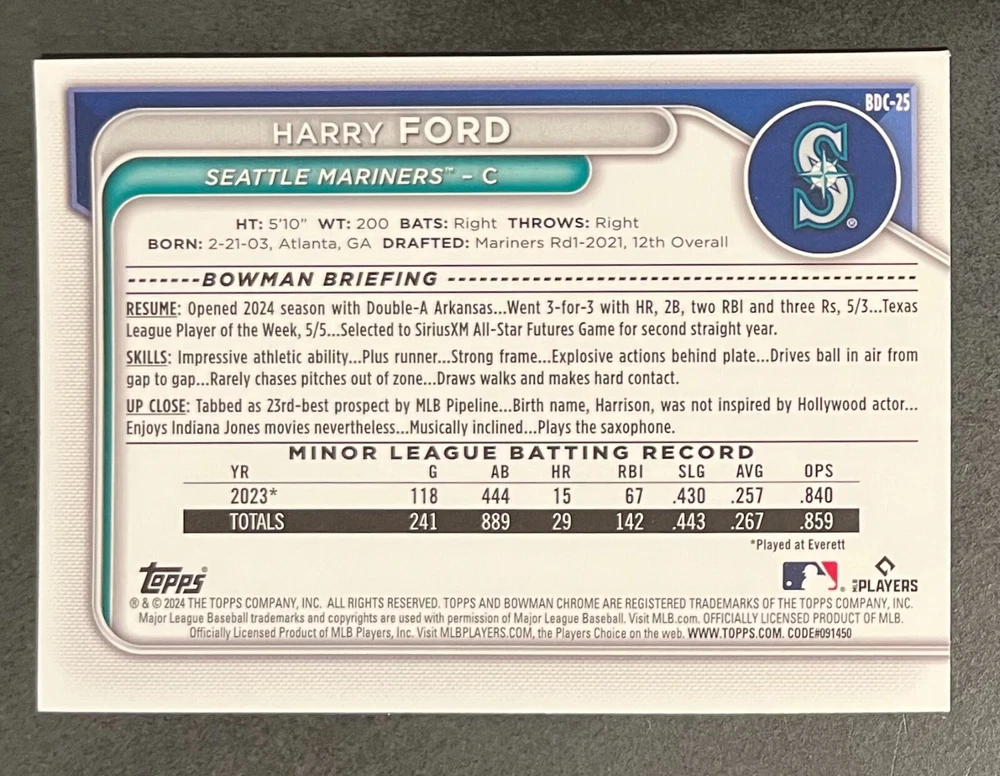 BDC-25
HARRY FORD
S®
SEATTLE MARINERS™ – C
HT: 5'10" WT: 200 BATS: Right THROWS: Right
BORN: 2-21-03, Atlanta, GA DRAFTED: Mariners Rd1-2021, 12th Overall
-------BOWMAN BRIEFING -------
RESUME: Opened 2024 season with Double-A Arkansas...Went 3-for-3 with HR, 2B, two RBI and three Rs, 5/3...Texas
League Player of the Week, 5/5...Selected to SiriusXM All-Star Futures Game for second straight year.
SKILLS: Impressive athletic ability...Plus runner...Strong frame...Explosive actions behind plate...Drives ball in air from
gap to gap...Rarely chases pitches out of zone...Draws walks and makes hard contact.
UP CLOSE: Tabbed as 23rd-best prospect by MLB Pipeline...Birth name, Harrison, was not inspired by Hollywood actor...
Enjoys Indiana Jones movies nevertheless...Musically inclined...Plays the saxophone.
MINOR LEAGUE BATTING RECORD
YR G AB HR RBI SLG AVG OPS
2023* 118 444 15 67 .430 .257 .840
TOTALS 241 889 29 142 .443 .267 .859
*Played at Everett
Topps® ® MLB PLAYERS
® & © 2024 THE TOPPS COMPANY, INC. ALL RIGHTS RESERVED. TOPPS AND BOWMAN CHROME ARE REGISTERED TRADEMARKS OF THE TOPPS COMPANY, INC.
Major League Baseball trademarks and copyrights are used with permission of Major League Baseball. Visit MLB.com. OFFICIALLY LICENSED PRODUCT OF MLB.
Officially Licensed Product of MLB Players, Inc. Visit MLBPLAYERS.COM, the Players Choice on the web. WWW.TOPPS.COM. CODE#091450